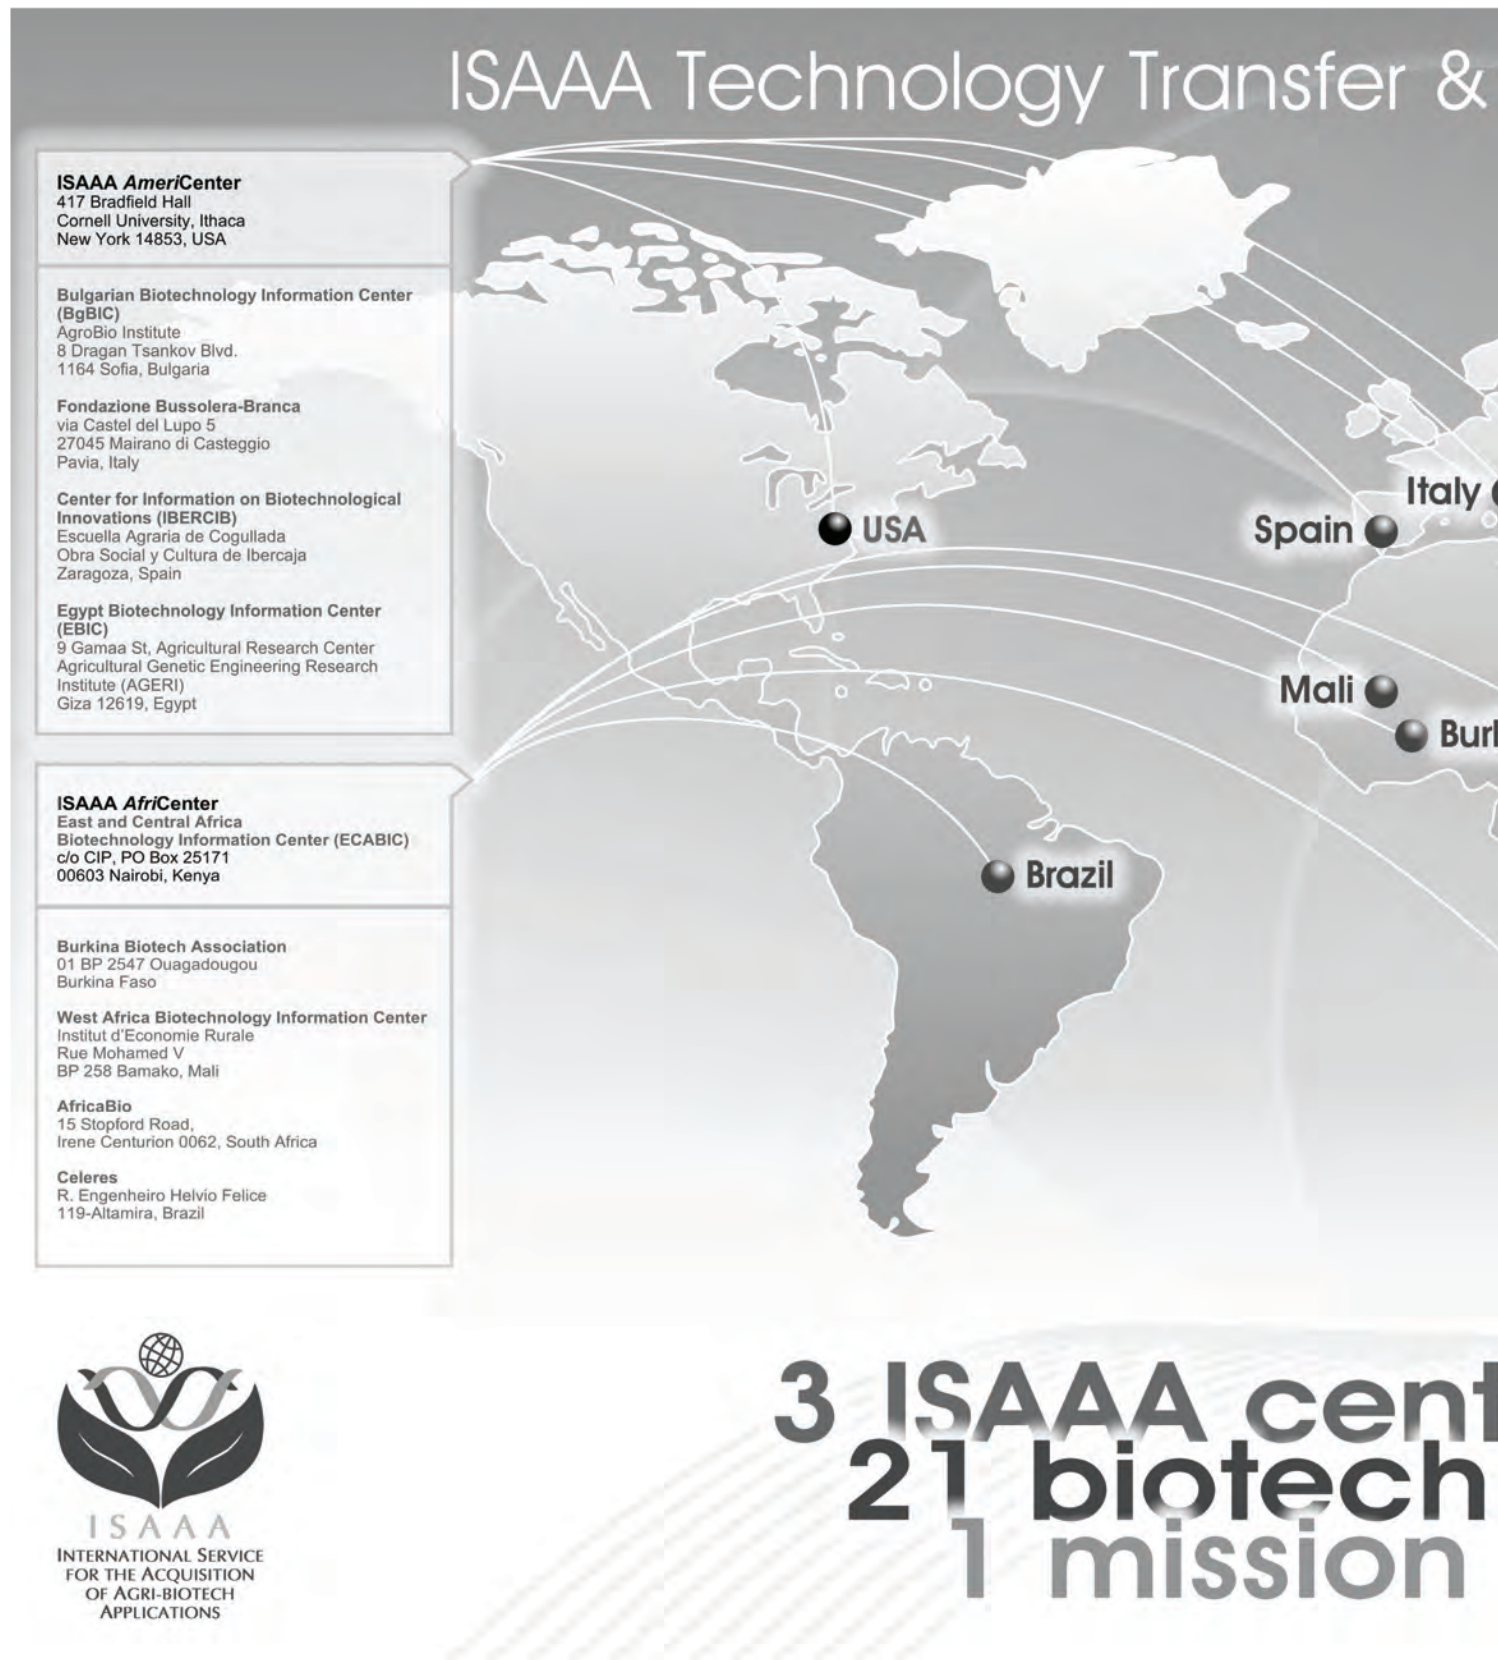 ISAAA Technology Transfer &
ISAAA AmeriCenter
417 Bradfield Hall
Cornell University, Ithaca
New York 14853, USA
Bulgarian Biotechnology Information Center
(BgBIC)
AgroBio Institute
8 Dragan Tsankov Blvd.
1164 Sofia, Bulgaria
Fondazione Bussolera-Branca
via Castel del Lupo 5
27045 Mairano di Casteggio
Pavia, Italy
Center for Information on Biotechnological
Innovations (IBERCIB)
Escuella Agraria de Cogullada
Obra Social y Cultura de Ibercaja
Zaragoza, Spain
Egypt Biotechnology Information Center
(EBIC)
9 Gamaa St, Agricultural Research Center
Agricultural Genetic Engineering Research
Institute (AGERI)
Giza 12619, Egypt
ISAAA AfriCenter
East and Central Africa
Biotechnology Information Center (ECABIC)
c/o CIP, PO Box 25171
00603 Nairobi, Kenya
Burkina Biotech Association
01 BP 2547 Ouagadougou
Burkina Faso
West Africa Biotechnology Information Center
Institut d'Economie Rurale
Rue Mohamed V
BP 258 Bamako, Mali
AfricaBio
15 Stopford Road,
Irene Centurion 0062, South Africa
Celeres
R. Engenheiro Helvio Felice
119-Altamira, Brazil
Italy
Spain
USA
Mali
Burk
Brazil
3 ISAAA cent
21 biotech
1 mission
ISAAA
INTERNATIONAL SERVICE
FOR THE ACQUISITION
OF AGRI-BIOTECH
APPLICATIONS